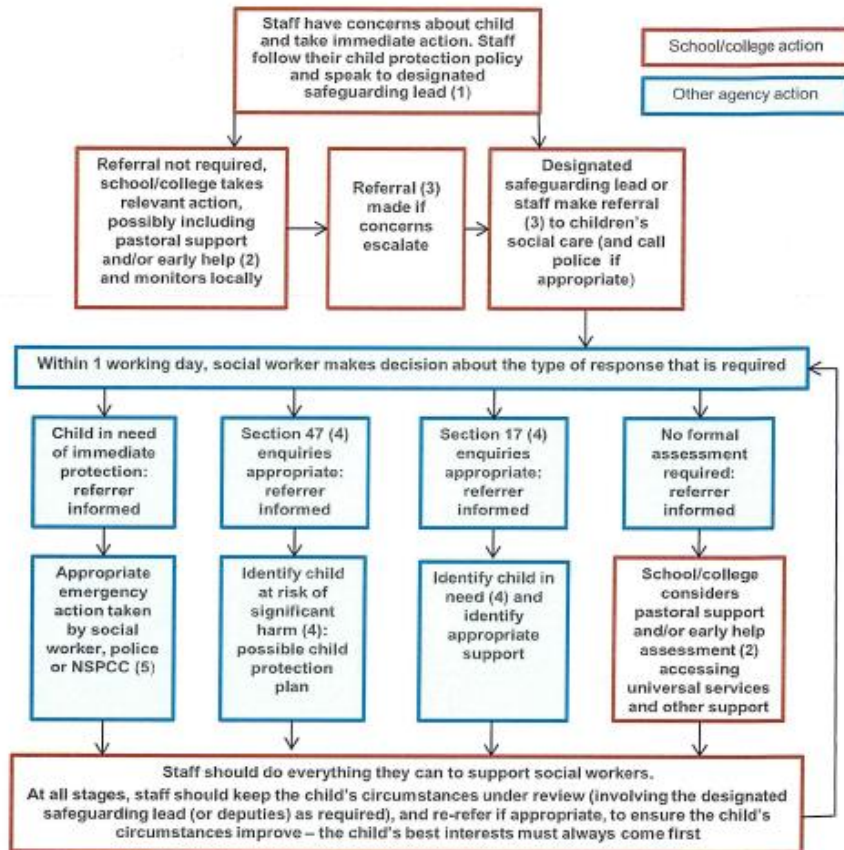 Staff have concerns about child
and take immediate action. Staff
follow their child protection policy
and speak to designated
safeguarding lead (1)
School/college action
Other agency action
Referral not required,
school/college takes
relevant action,
possibly including
pastoral support
and/or early help (2)
and monitors locally
Referral (3)
made if
concerns
escalate
Designated
safeguarding lead or
staff make referral
(3) to children's
social care (and call
police if
appropriate)
Within 1 working day, social worker makes decision about the type of response that is required
Child in need
of immediate
protection:
referrer
informed
Section 47 (4)
enquiries
appropriate:
referrer
informed
Section 17 (4)
enquiries
appropriate:
referrer
informed
No formal
assessment
required:
referrer
informed
Appropriate
emergency
action taken
by social
worker, police
or NSPCC (5)
Identify child
at risk of
significant
harm (4):
possible child
protection
plan
Identify child in
need (4) and
identify
appropriate
support
School/college
considers
pastoral support
and/or early help
assessment (2)
accessing
universal services
and other support
Staff should do everything they can to support social workers.
At all stages, staff should keep the child's circumstances under review (involving the designated
safeguarding lead (or deputies) as required), and re-refer if appropriate, to ensure the child's
circumstances improve – the child's best interests must always come first